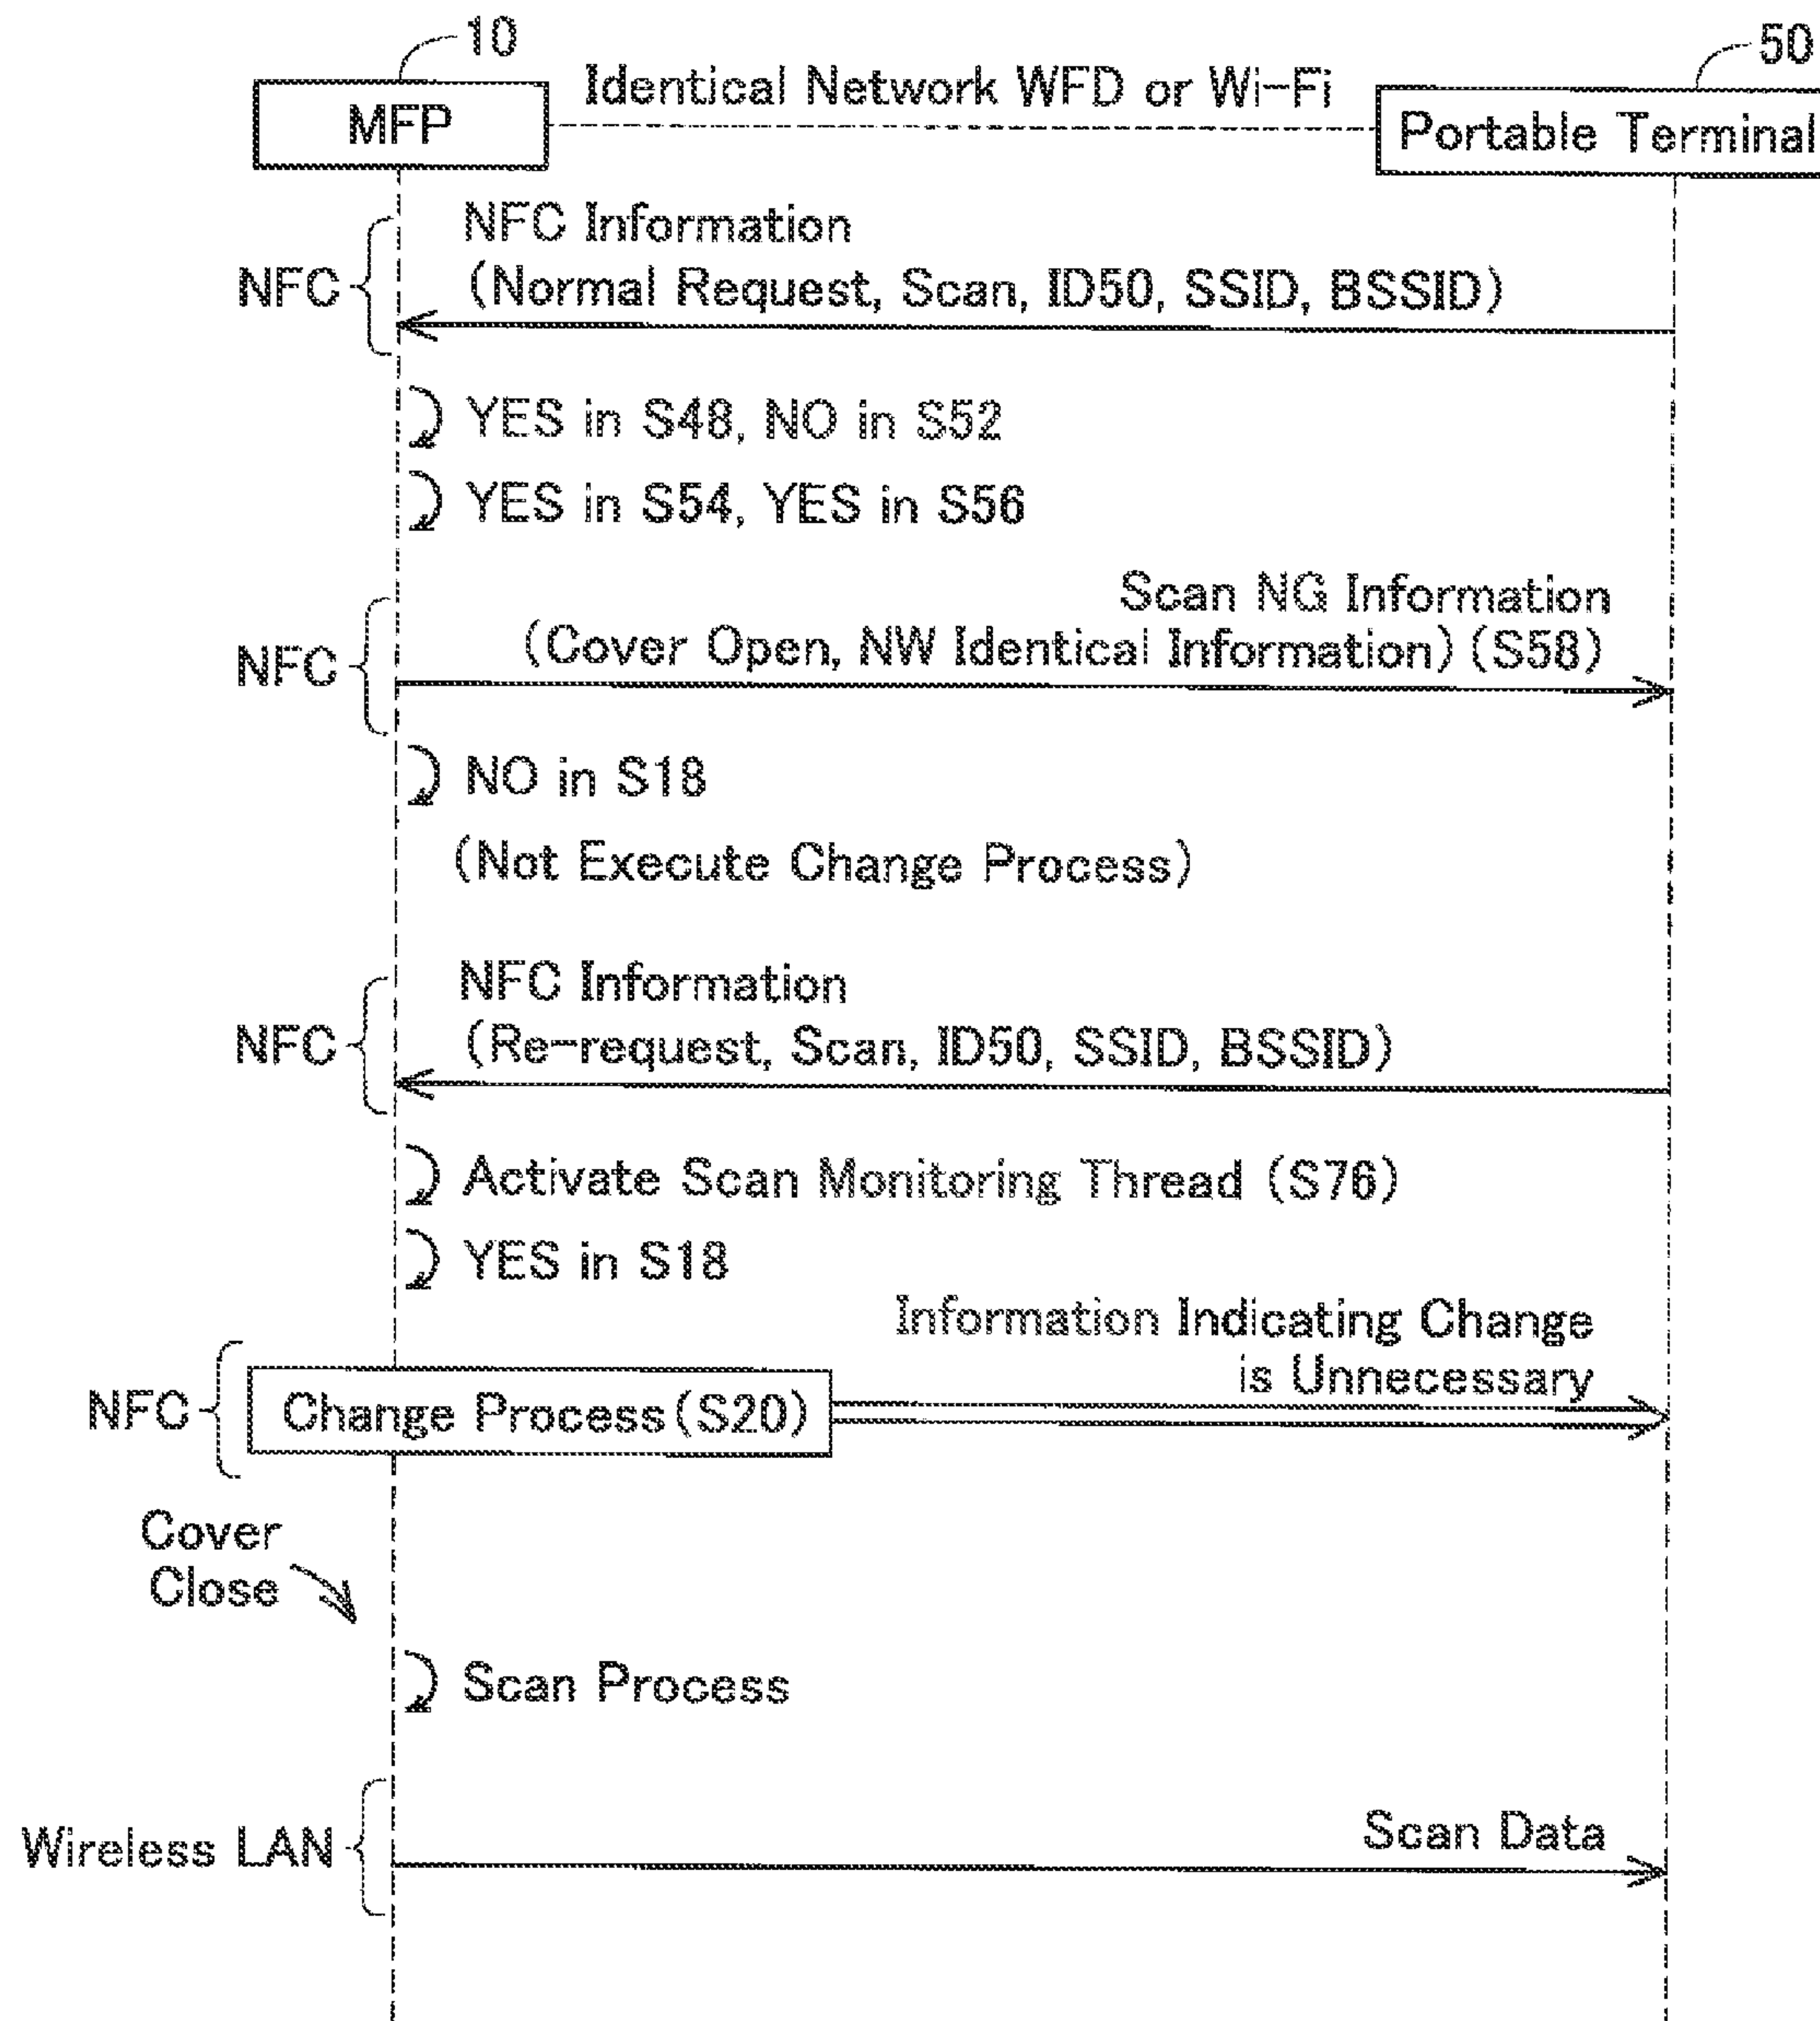 10
50
Identical Network WFD or Wi-Fi
MFP
Portable Terminal
NFC Information
NFC
(Normal Request, Scan, ID50, SSID, BSSID)
YES in S48, NO in S52
YES in S54, YES in S56
Scan NG Information
NFC
(Cover Open, NW Identical Information) (S58)
NO in S18
(Not Execute Change Process)
NFC Information
NFC
(Re-request, Scan, ID50, SSID, BSSID)
Activate Scan Monitoring Thread (S76)
YES in S18
Information Indicating Change
is Unnecessary
NFC
Change Process(S20)
Cover
Close
Scan Process
Wireless LAN
Scan Data